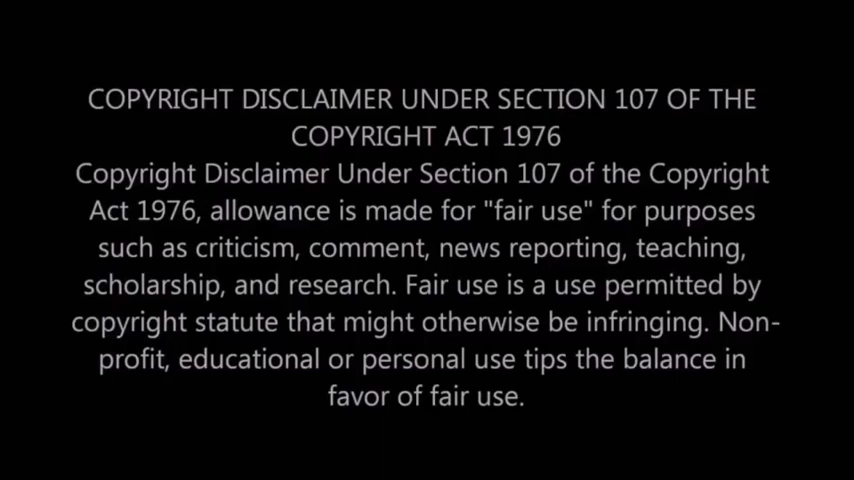 COPYRIGHT DISCLAIMER UNDER SECTION 107 OF THE
COPYRIGHT ACT 1976
Copyright Disclaimer Under Section 107 of the Copyright
Act 1976, allowance is made for "fair use" for purposes
such as criticism, comment, news reporting, teaching,
scholarship, and research. Fair use is a use permitted by
copyright statute that might otherwise be infringing. Non-
profit, educational or personal use tips the balance in
favor of fair use.